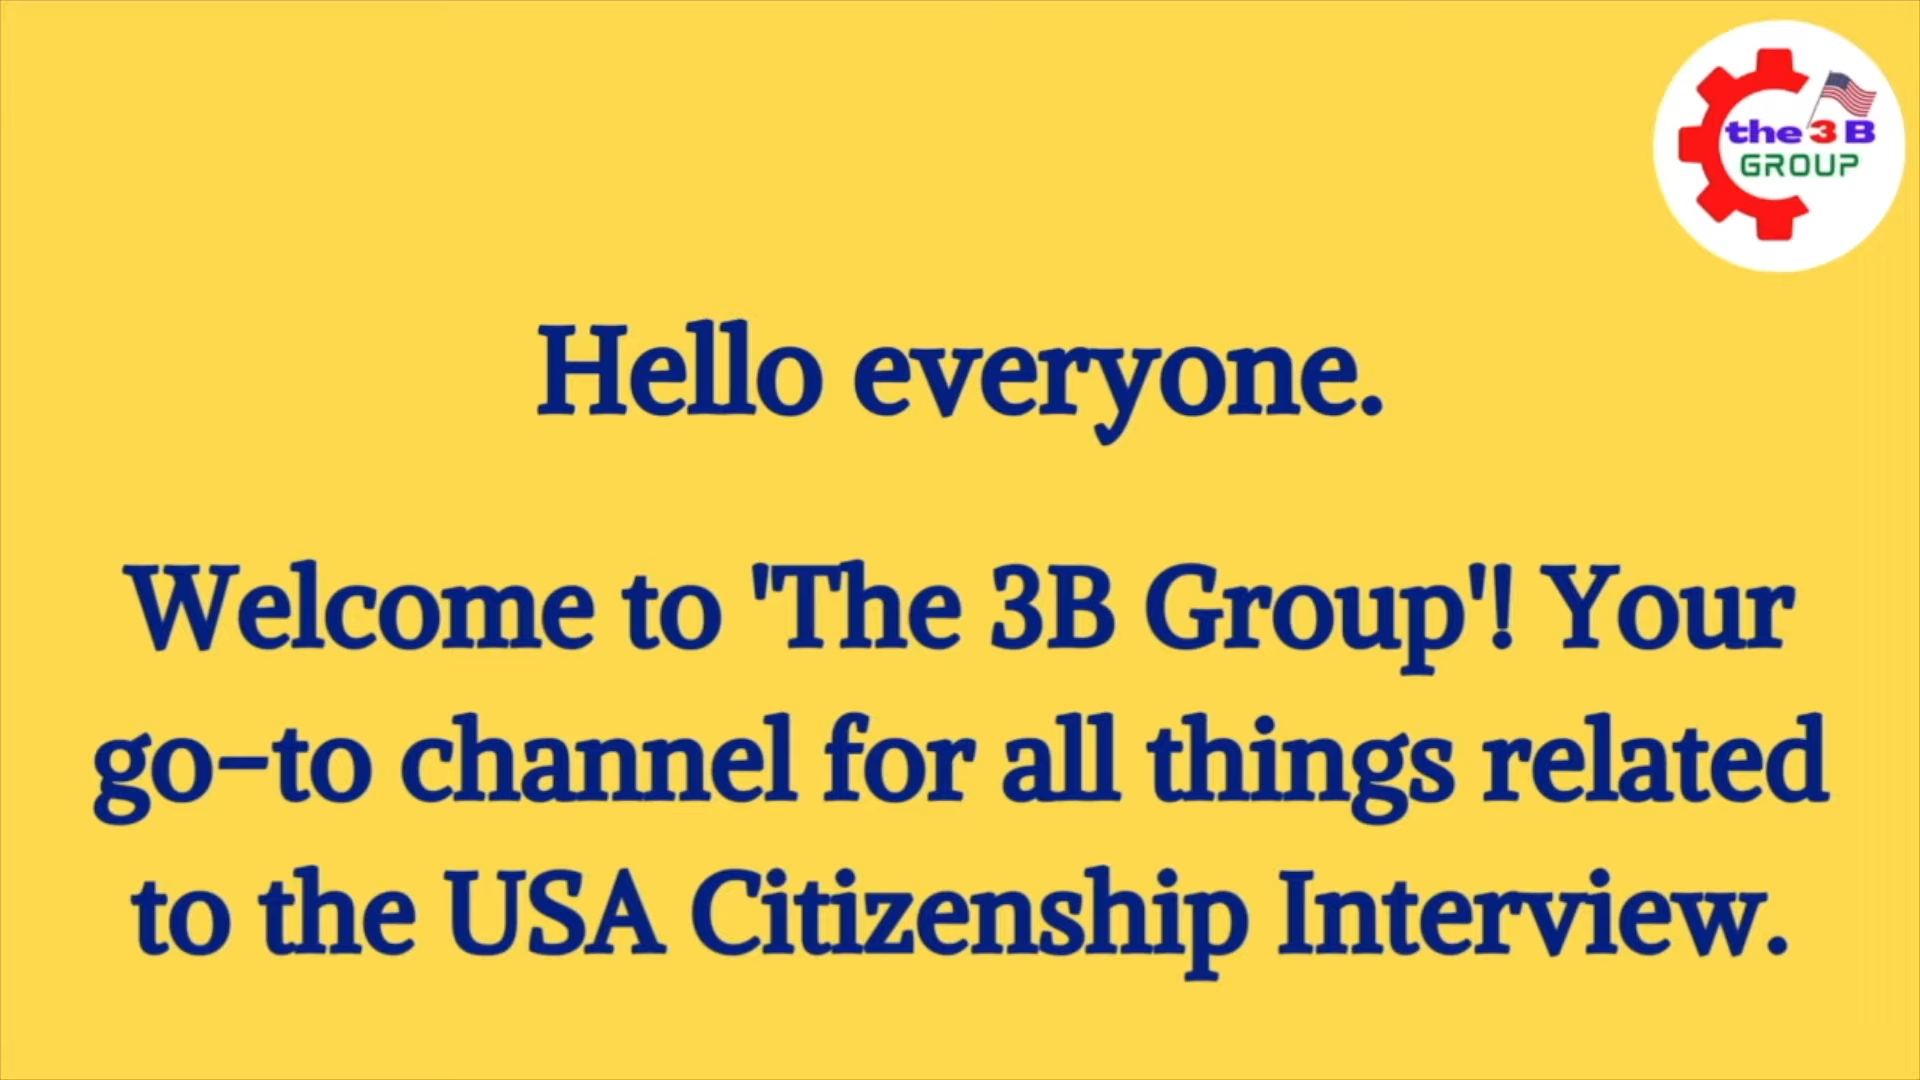 the 3 B
GROUP
Hello everyone.
Welcome to 'The 3B Group'! Your
go-to channel for all things related
to the USA Citizenship Interview.